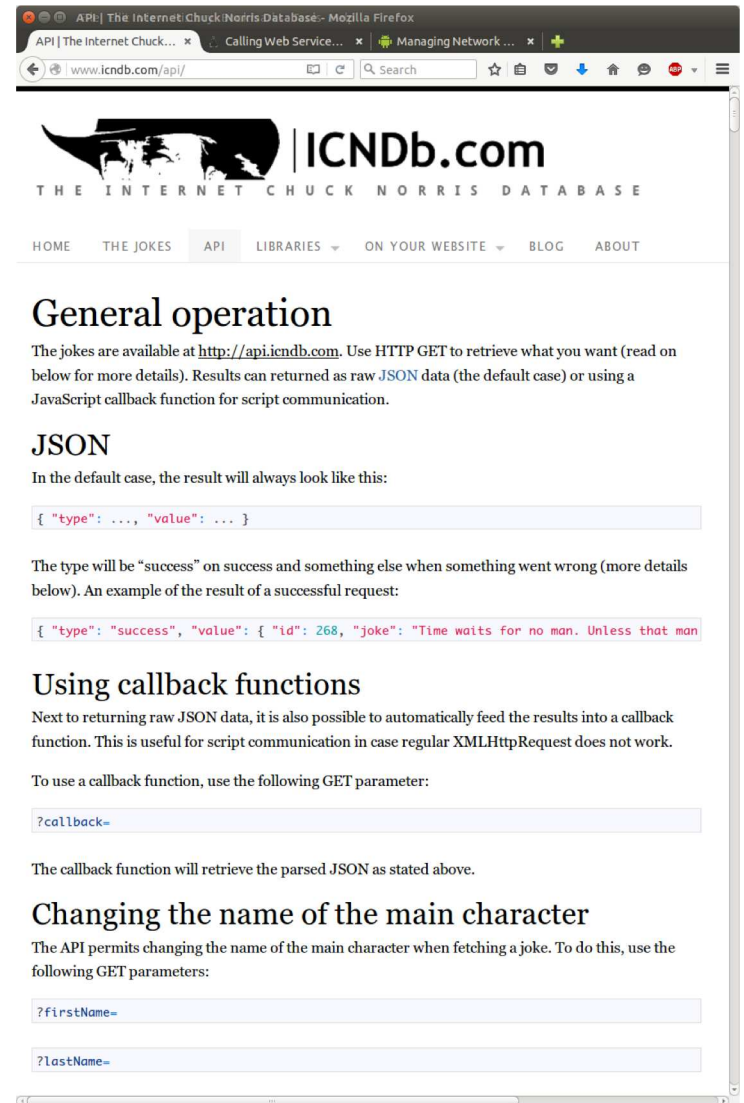 API | The Internet Chuck Norris Database - Mozilla Firefox
API | The Internet Chuck... × Calling Web Service... × Managing Network ... ×
www.icndb.com/api/ Search ABP
ICNDb.com
THE INTERNET CHUCK NORRIS DATABASE
HOME THE JOKES API LIBRARIES ON YOUR WEBSITE BLOG ABOUT
General operation
The jokes are available at http://api.icndb.com. Use HTTP GET to retrieve what you want (read on
below for more details). Results can returned as raw JSON data (the default case) or using a
JavaScript callback function for script communication.
JSON
In the default case, the result will always look like this:
{ "type": ..., "value": ... }
The type will be “success” on success and something else when something went wrong (more details
below). An example of the result of a successful request:
{ "type": "success", "value": { "id": 268, "joke": "Time waits for no man. Unless that man
Using callback functions
Next to returning raw JSON data, it is also possible to automatically feed the results into a callback
function. This is useful for script communication in case regular XMLHttpRequest does not work.
To use a callback function, use the following GET parameter:
?callback=
The callback function will retrieve the parsed JSON as stated above.
Changing the name of the main character
The API permits changing the name of the main character when fetching a joke. To do this, use the
following GET parameters:
?firstName=
?lastName=